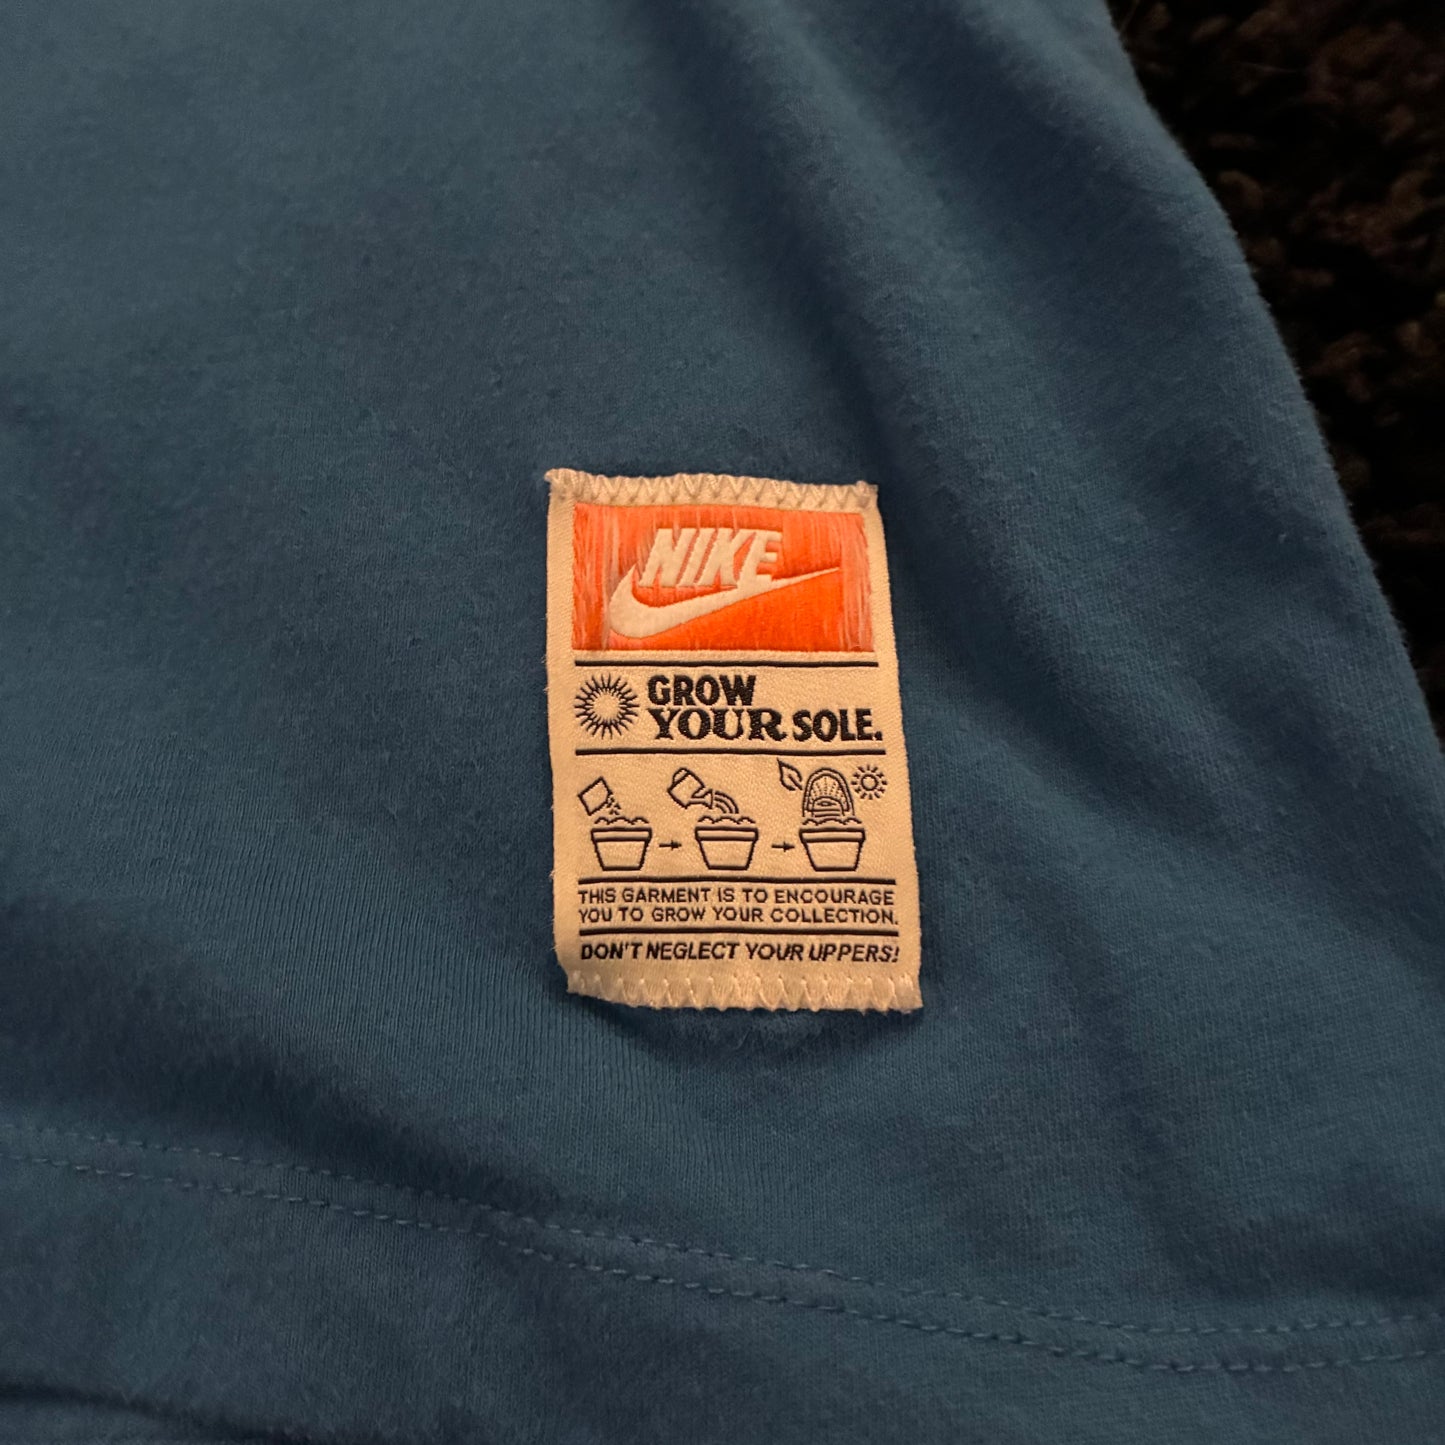 NIKE
GROW
YOUR SOLE.
THIS GARMENT IS TO ENCOURAGE
YOU TO GROW YOUR COLLECTION.
DON'T NEGLECT YOUR UPPERS!